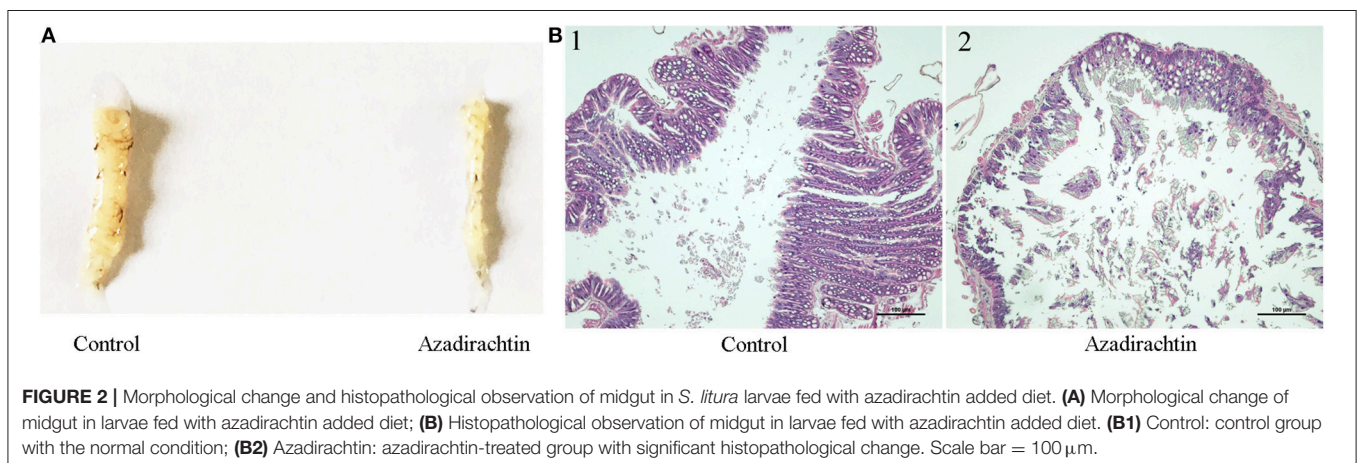 A
B
1
2
100 µm
100 µm
Control
Azadirachtin
Control
Azadirachtin
FIGURE 2 | Morphological change and histopathological observation of midgut in S. litura larvae fed with azadirachtin added diet. (A) Morphological change of
midgut in larvae fed with azadirachtin added diet; (B) Histopathological observation of midgut in larvae fed with azadirachtin added diet. (B1) Control: control group
with the normal condition; (B2) Azadirachtin: azadirachtin-treated group with significant histopathological change. Scale bar = 100 µm.